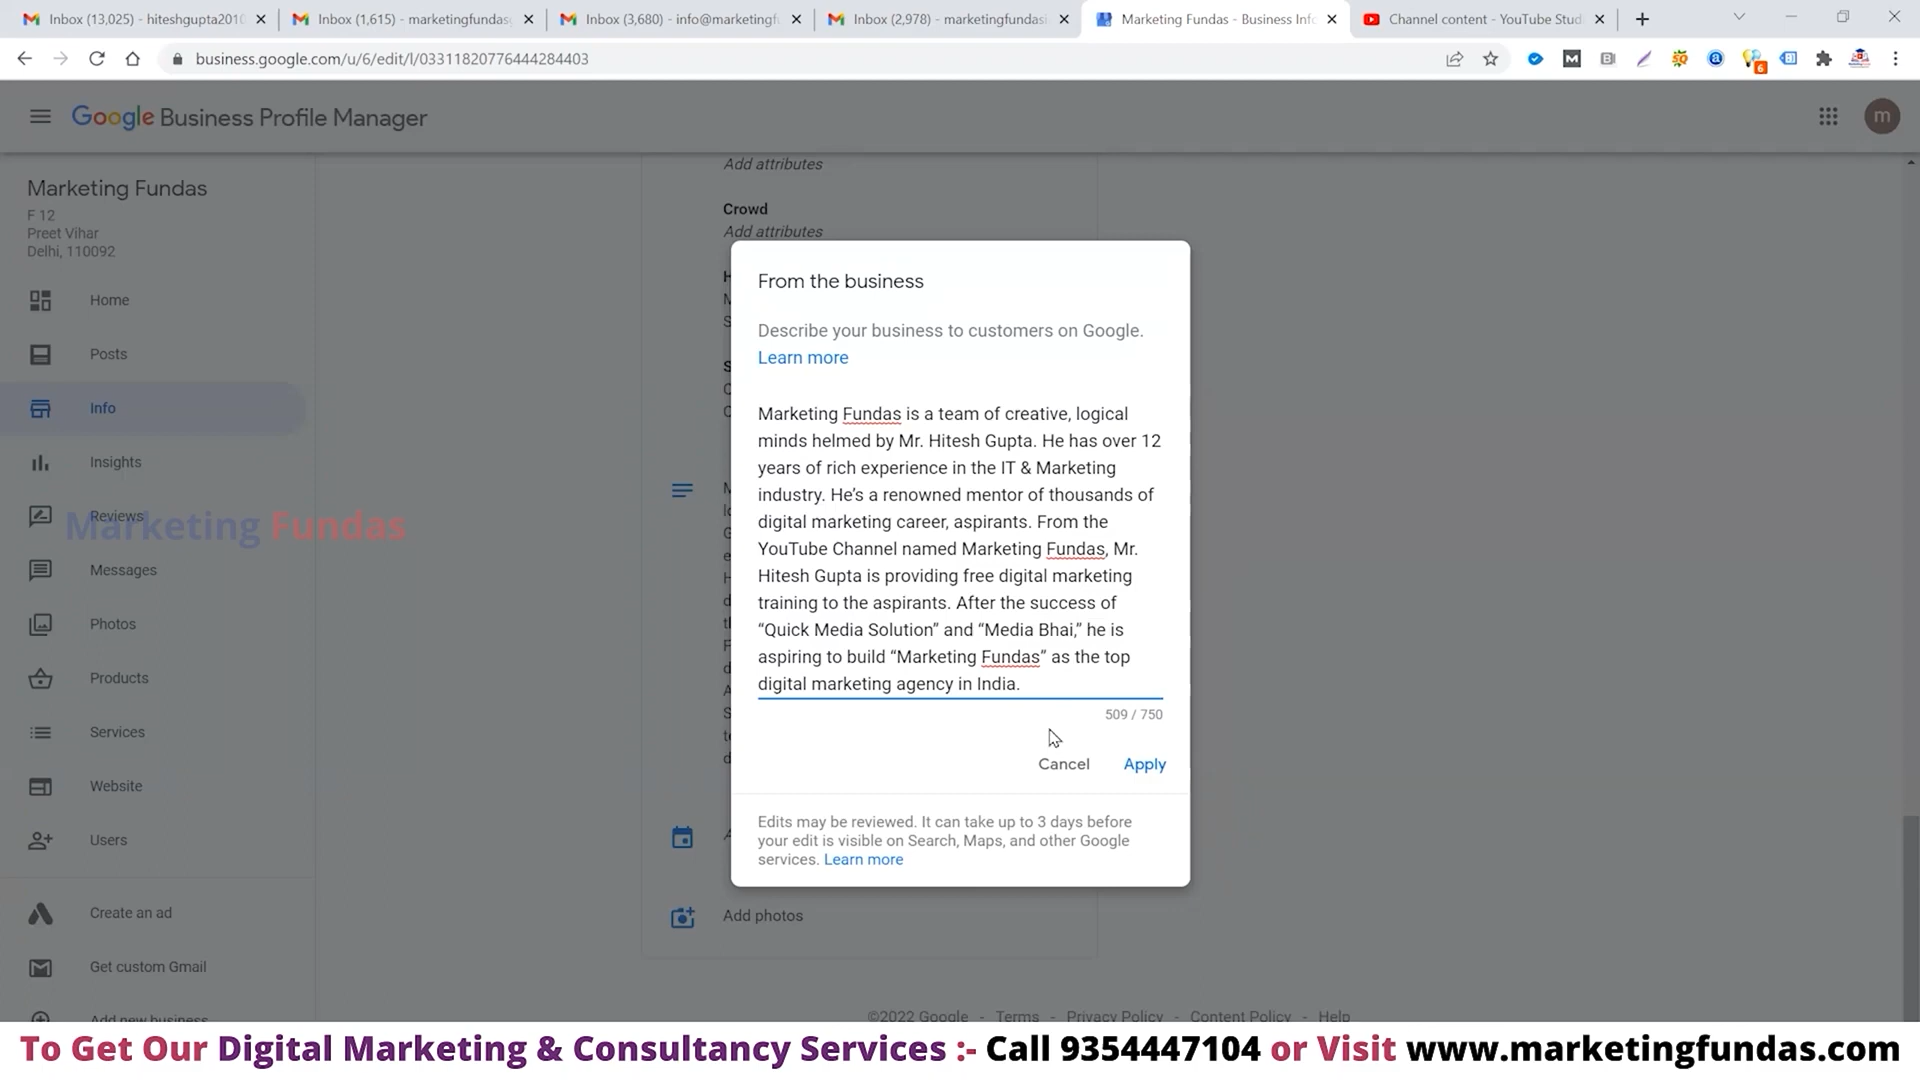 Inbox (13,025) - hiteshgupta2010
Inbox (1,615) - marketingfundas
Inbox (3,680) - info@marketingf
Inbox (2,978) - marketingfundasi
Marketing Fundas - Business Inf
Channel content - YouTube Stud
business.google.com/u/6/edit/l/03311820776444284403
6
Google Business Profile Manager
m
Marketing Fundas
F 12
Preet Vihar
Delhi, 110092
Home
Posts
Info
Insights
Reviews
Marketing Fundas
Messages
Photos
Products
Services
Website
Users
Create an ad
Get custom Gmail
Add new business
Add attributes
Crowd
Add attributes
From the business
Describe your business to customers on Google.
Learn more
Marketing Fundas is a team of creative, logical
minds helmed by Mr. Hitesh Gupta. He has over 12
years of rich experience in the IT & Marketing
industry. He’s a renowned mentor of thousands of
digital marketing career, aspirants. From the
YouTube Channel named Marketing Fundas, Mr.
Hitesh Gupta is providing free digital marketing
training to the aspirants. After the success of
“Quick Media Solution” and “Media Bhai,” he is
aspiring to build “Marketing Fundas” as the top
digital marketing agency in India.
509 / 750
Cancel
Apply
Edits may be reviewed. It can take up to 3 days before
your edit is visible on Search, Maps, and other Google
services. Learn more
Add photos
©2022 Google - Terms - Privacy Policy - Content Policy - Help
To Get Our Digital Marketing & Consultancy Services :- Call 9354447104 or Visit www.marketingfundas.com